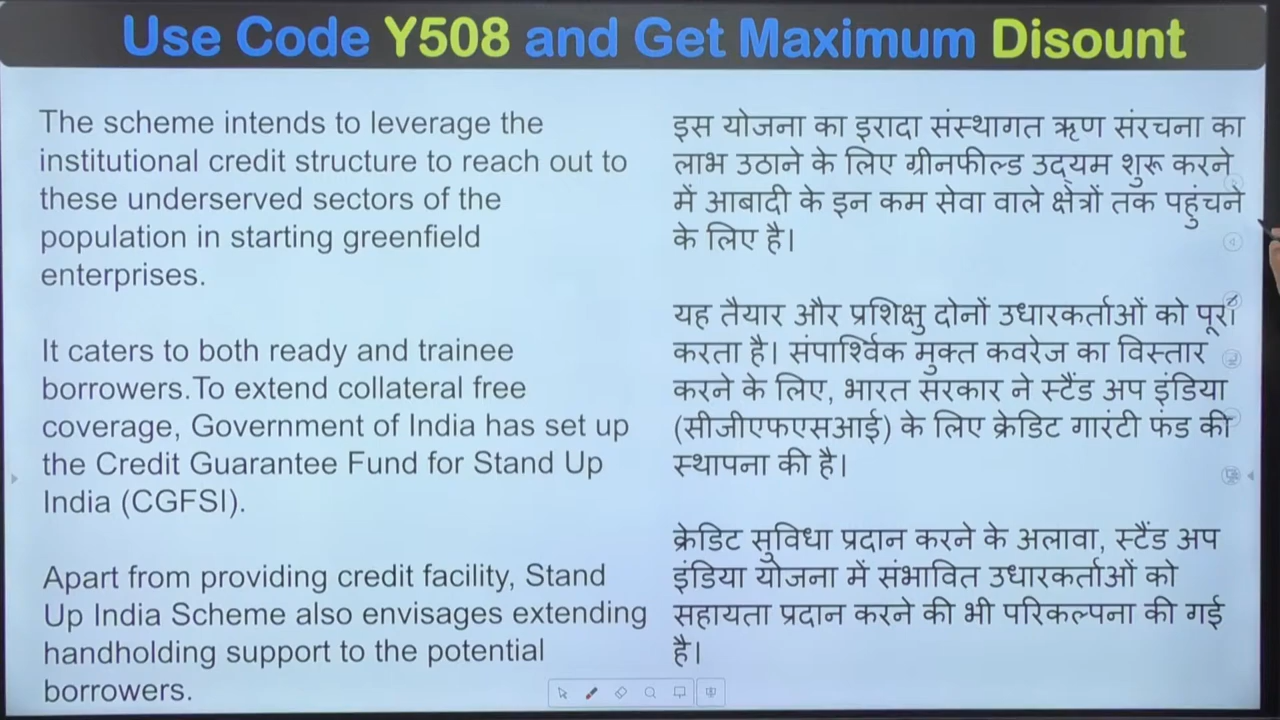 Use Code Y508 and Get Maximum Disount
The scheme intends to leverage the
institutional credit structure to reach out to
these underserved sectors of the
population in starting greenfield
enterprises.
It caters to both ready and trainee
borrowers.To extend collateral free
coverage, Government of India has set up
the Credit Guarantee Fund for Stand Up
India (CGFSI).
Apart from providing credit facility, Stand
Up India Scheme also envisages extending
handholding support to the potential
borrowers.
इस योजना का इरादा संस्थागत ऋण संरचना का
लाभ उठाने के लिए ग्रीनफील्ड उद्यम शुरू करने
में आबादी के इन कम सेवा वाले क्षेत्रों तक पहुंचने
के लिए है।
यह तैयार और प्रशिक्षु दोनों उधारकर्ताओं को पूरा
करता है। संपार्श्विक मुक्त कवरेज का विस्तार
करने के लिए, भारत सरकार ने स्टैंड अप इंडिया
(सीजीएफएसआई) के लिए क्रेडिट गारंटी फंड की
स्थापना की है।
क्रेडिट सुविधा प्रदान करने के अलावा, स्टैंड अप
इंडिया योजना में संभावित उधारकर्ताओं को
सहायता प्रदान करने की भी परिकल्पना की गई
है।